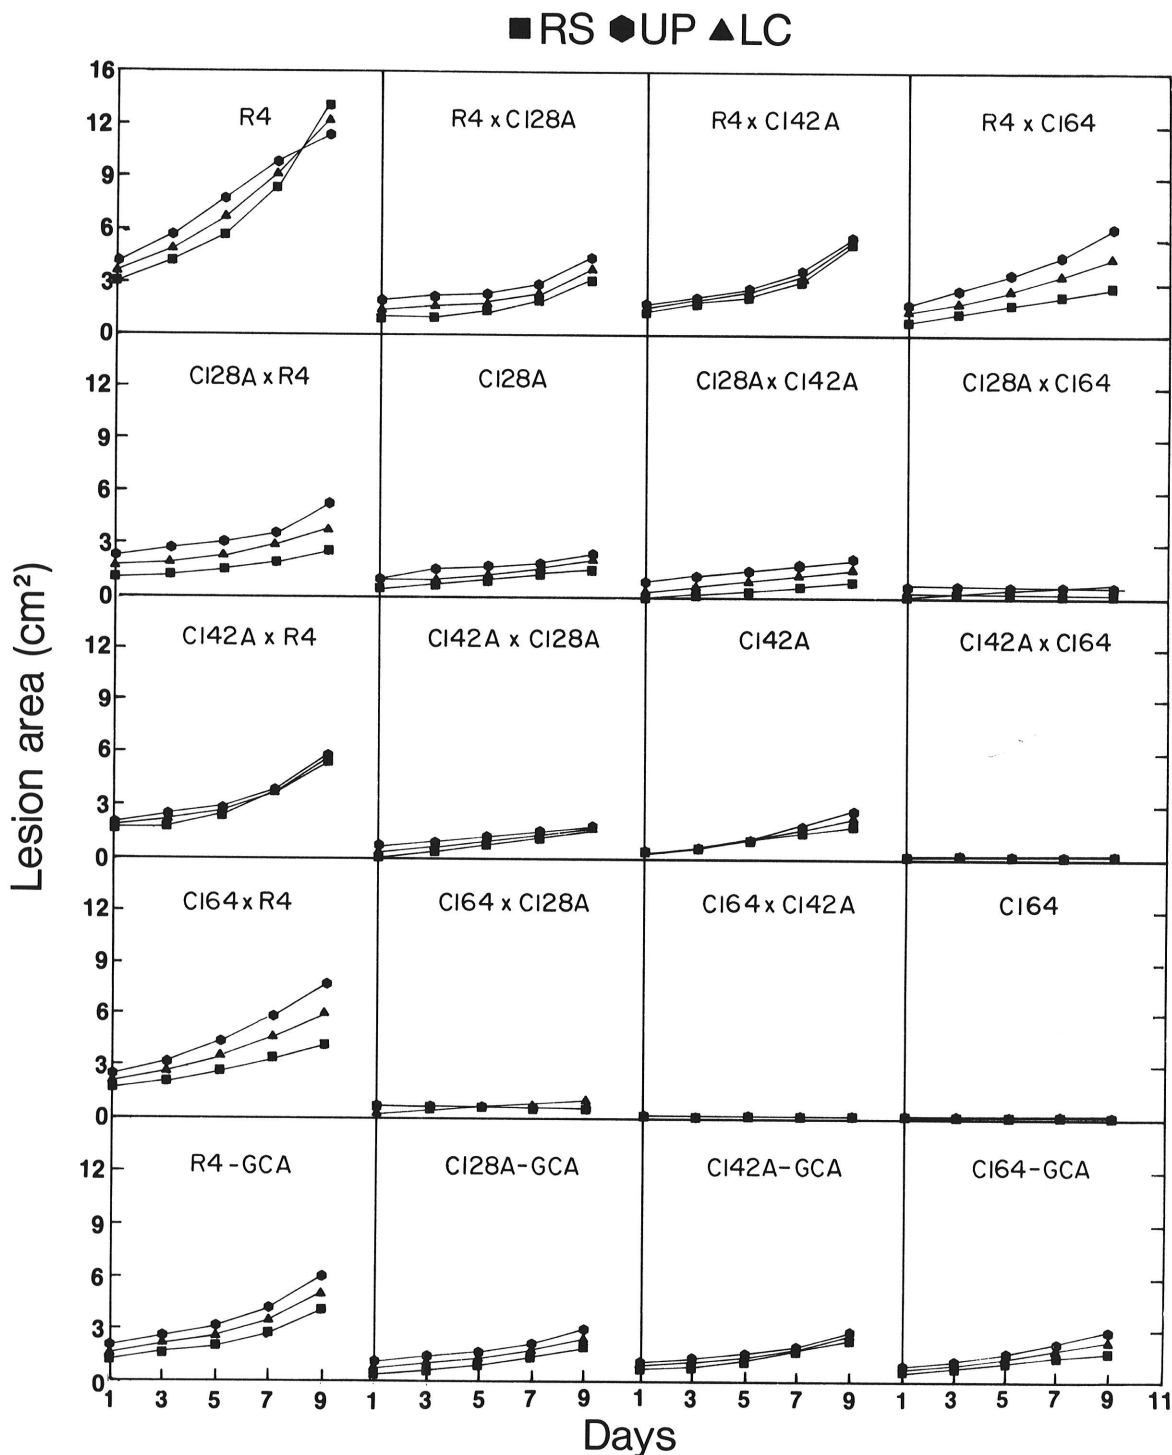 ■ RS ⬢ UP ▲ LC
16
12
9
6
3
0
R4
R4 x C128A
R4 x C142A
R4 x C164
12
9
6
3
0
C128A x R4
C128A
C128A x C142A
C128A x C164
12
9
6
3
0
C142A x R4
C142A x C128A
C142A
C142A x C164
12
9
6
3
0
C164 x R4
C164 x C128A
C164 x C142A
C164
12
9
6
3
0
R4-GCA
C128A-GCA
C142A-GCA
C164-GCA
1 3 5 7 9 1 3 5 7 9 1 3 5 7 9 1 3 5 7 9 11
Days
Lesion area (cm²)